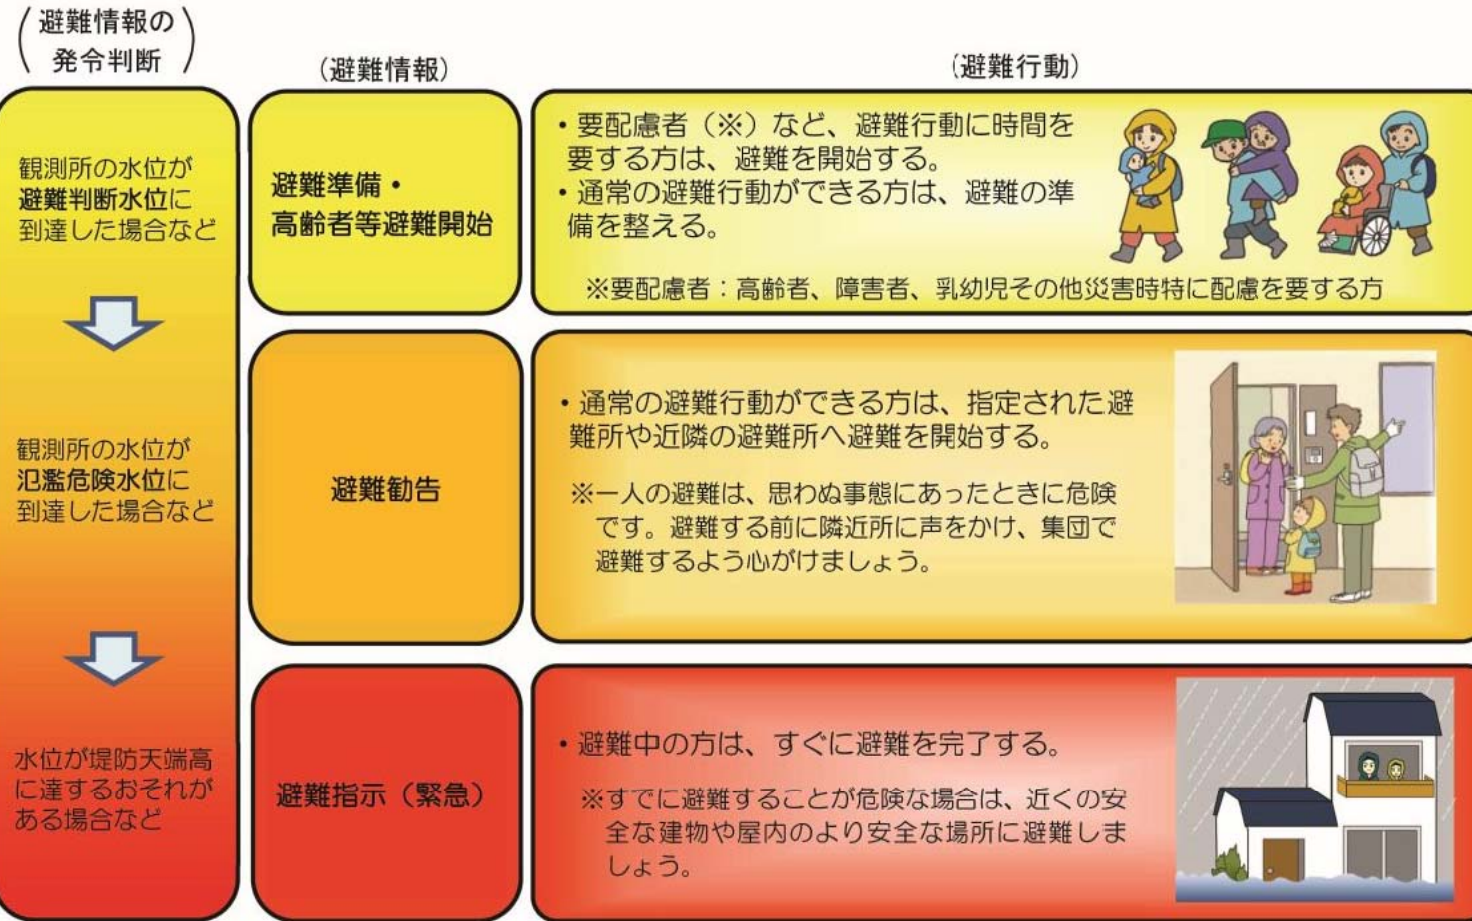 (避難情報の
発令判断)
(避難情報)
(避難行動)
観測所の水位が
避難判断水位に
到達した場合など
避難準備・
高齢者等避難開始
・要配慮者(※)など、避難行動に時間を
要する方は、避難を開始する。
・通常の避難行動ができる方は、避難の準
備を整える。
※要配慮者:高齢者、障害者、乳幼児その他災害時特に配慮を要する方
観測所の水位が
氾濫危険水位に
到達した場合など
避難勧告
・通常の避難行動ができる方は、指定された避
難所や近隣の避難所へ避難を開始する。
※一人の避難は、思わぬ事態にあったときに危険
です。避難する前に隣近所に声をかけ、集団で
避難するよう心がけましょう。
水位が堤防天端高
に達するおそれが
ある場合など
避難指示(緊急)
・避難中の方は、すぐに避難を完了する。
※すでに避難することが危険な場合は、近くの安
全な建物や屋内のより安全な場所に避難しま
しょう。